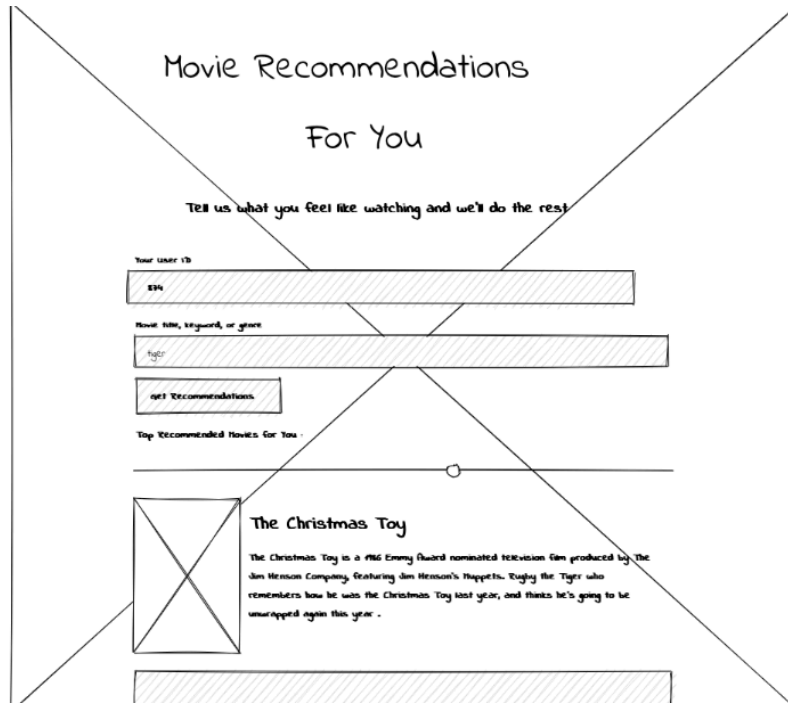 Movie Recommendations
For You
Tell us what you feel like watching and we'll do the rest
Your User ID
874
Movie title, keyword, or genre
tiger
Get Recommendations
Top Recommended Movies for You
The Christmas Toy
The Christmas Toy is a 1986 Emmy Award nominated television film produced by The
Jim Henson Company, featuring Jim Henson's Muppets. Rugby the Tiger who
remembers how he was the Christmas Toy last year, and thinks he's going to be
unwrapped again this year .